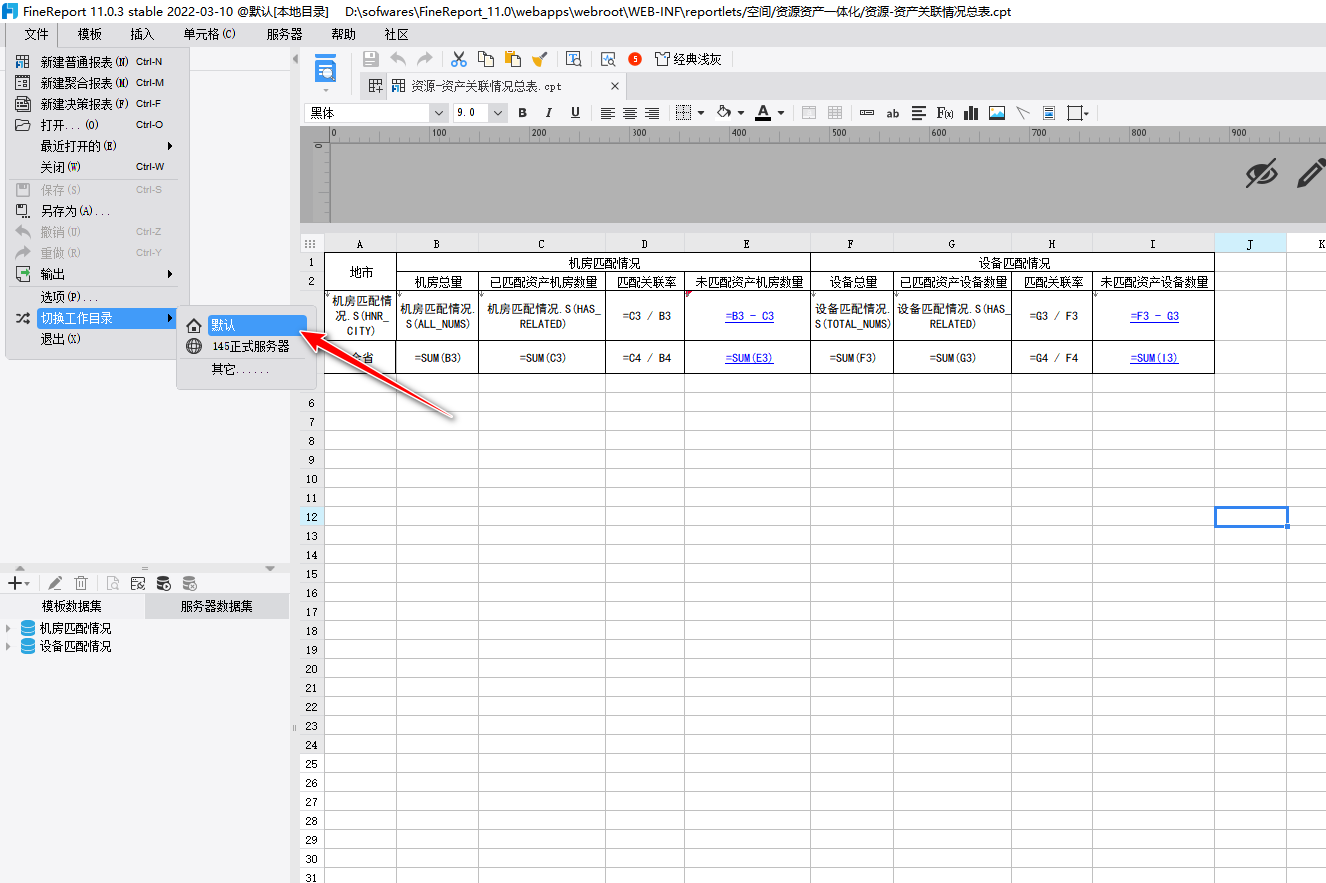 FineReport 11.0.3 stable 2022-03-10 @默认[本地目录] D:\sofwares\FineReport_11.0\webapps\webroot\WEB-INF\reportlets/空间/资源资产一体化/资源-资产关联情况总表.cpt
文件 模板 插入 单元格(C) 服务器 帮助 社区
新建普通报表(N) Ctrl-N
新建聚合报表(M) Ctrl-M
新建决策报表(F) Ctrl-F
打开...(O) Ctrl-O
最近打开的(E)
关闭(W) Ctrl-W
保存(S) Ctrl-S
另存为(A)...
撤销(U) Ctrl-Z
重做(R) Ctrl-Y
输出
选项(P)...
切换工作目录
退出(X)
默认
145正式服务器
其它......
5 经典浅灰
资源-资产关联情况总表.cpt
黑体 9.0 B I U A ab F(x)
0 100 200 300 400 500 600 700 800 900
0
A B C D E F G H I J K
1 地市 机房匹配情况 设备匹配情况
2 机房总量 已匹配资产机房数量 匹配关联率 未匹配资产机房数量 设备总量 已匹配资产设备数量 匹配关联率 未匹配资产设备数量
机房匹配情况.S(HNR_CITY) 机房匹配情况.S(ALL_NUMS) 机房匹配情况.S(HAS_RELATED) =C3 / B3 =B3 - C3 设备匹配情况.S(TOTAL_NUMS) 设备匹配情况.S(HAS_RELATED) =G3 / F3 =F3 - G3
全省 =SUM(B3) =SUM(C3) =C4 / B4 =SUM(E3) =SUM(F3) =SUM(G3) =G4 / F4 =SUM(I3)
6
7
8
9
10
11
12
13
14
15
16
17
18
19
20
21
22
23
24
25
26
27
28
29
30
31
模板数据集 服务器数据集
机房匹配情况
设备匹配情况